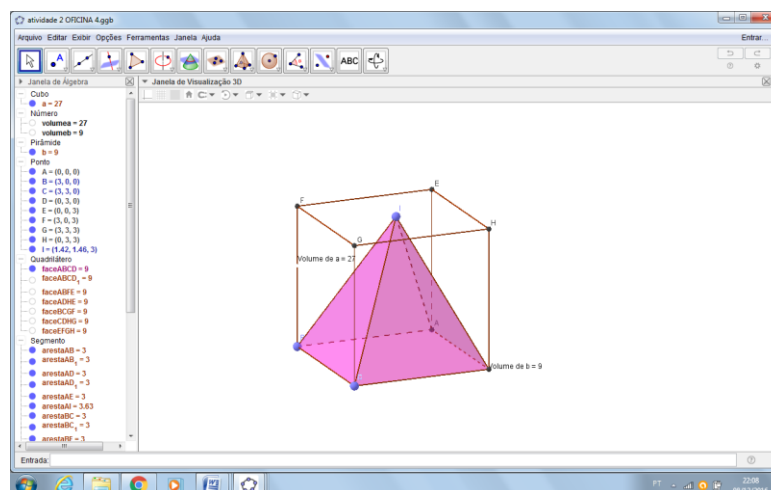 atividade 2 OFICINA 4.ggb
Arquivo Editar Exibir Opções Ferramentas Janela Ajuda
Entrar...
ABC
Janela de Álgebra
Janela de Visualização 3D
Cubo
a = 27
Número
volumea = 27
volumeb = 9
Pirâmide
b = 9
Ponto
A = (0, 0, 0)
B = (3, 0, 0)
C = (3, 3, 0)
D = (0, 3, 0)
E = (0, 0, 3)
F = (3, 0, 3)
G = (3, 3, 3)
H = (0, 3, 3)
I = (1.42, 1.46, 3)
Quadrilátero
faceABCD = 9
faceABCD₁ = 9
faceABFE = 9
faceADHE = 9
faceBCGF = 9
faceCDHG = 9
faceEFGH = 9
Segmento
arestaAB = 3
arestaAB₁ = 3
arestaAD = 3
arestaAD₁ = 3
arestaAE = 3
arestaAI = 3.63
arestaBC = 3
arestaBC₁ = 3
arestaBF = 3
E
F
I
G
H
Volume de a = 27
A
Volume de b = 9
Entrada:
PT
22:08